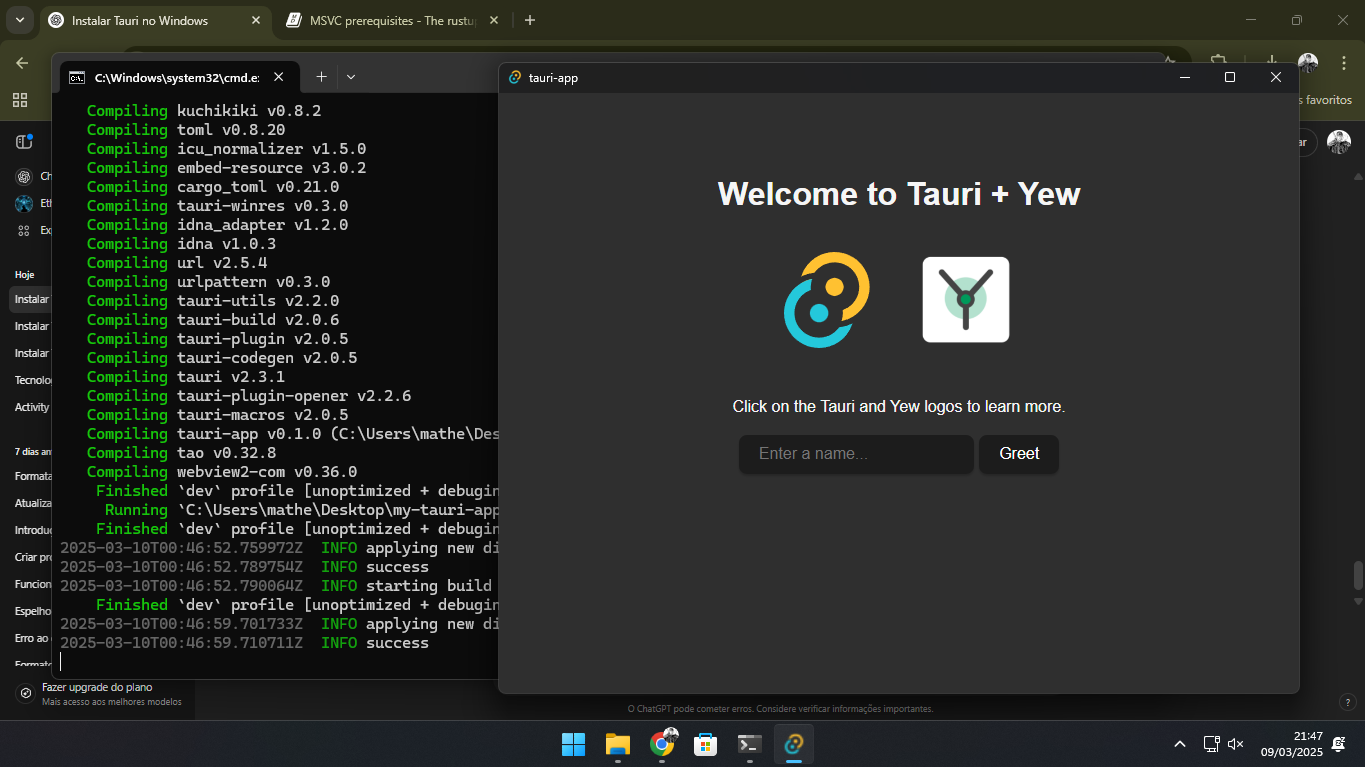 Instalar Tauri no Windows
MSVC prerequisites - The rustup
s favoritos
C:\Windows\system32\cmd.e:
Compiling kuchikiki v0.8.2
Compiling toml v0.8.20
Compiling icu_normalizer v1.5.0
Compiling embed-resource v3.0.2
Compiling cargo_toml v0.21.0
Compiling tauri-winres v0.3.0
Compiling idna_adapter v1.2.0
Compiling idna v1.0.3
Compiling url v2.5.4
Compiling urlpattern v0.3.0
Compiling tauri-utils v2.2.0
Compiling tauri-build v2.0.6
Compiling tauri-plugin v2.0.5
Compiling tauri-codegen v2.0.5
Compiling tauri v2.3.1
Compiling tauri-plugin-opener v2.2.6
Compiling tauri-macros v2.0.5
Compiling tauri-app v0.1.0 (C:\Users\mathe\Des
Compiling tao v0.32.8
Compiling webview2-com v0.36.0
Finished `dev` profile [unoptimized + debugin
Running `C:\Users\mathe\Desktop\my-tauri-app
Finished `dev` profile [unoptimized + debugin
2025-03-10T00:46:52.759972Z INFO applying new di
2025-03-10T00:46:52.789754Z INFO success
2025-03-10T00:46:52.790064Z INFO starting build
Finished `dev` profile [unoptimized + debugin
2025-03-10T00:46:59.701733Z INFO applying new di
2025-03-10T00:46:59.710711Z INFO success
tauri-app
Welcome to Tauri + Yew
Click on the Tauri and Yew logos to learn more.
Enter a name...
Greet
ar
Ch
Eth
Ex
Hoje
Instalar
Instalar
Instalar
Tecnolo
Activity
7 dias an
Formata
Atualiza
Introdu
Criar pr
Funcion
Espelho
Erro ao
Formato
Fazer upgrade do plano
Mais acesso aos melhores modelos
O ChatGPT pode cometer erros. Considere verificar informações importantes.
?
21:47
09/03/2025